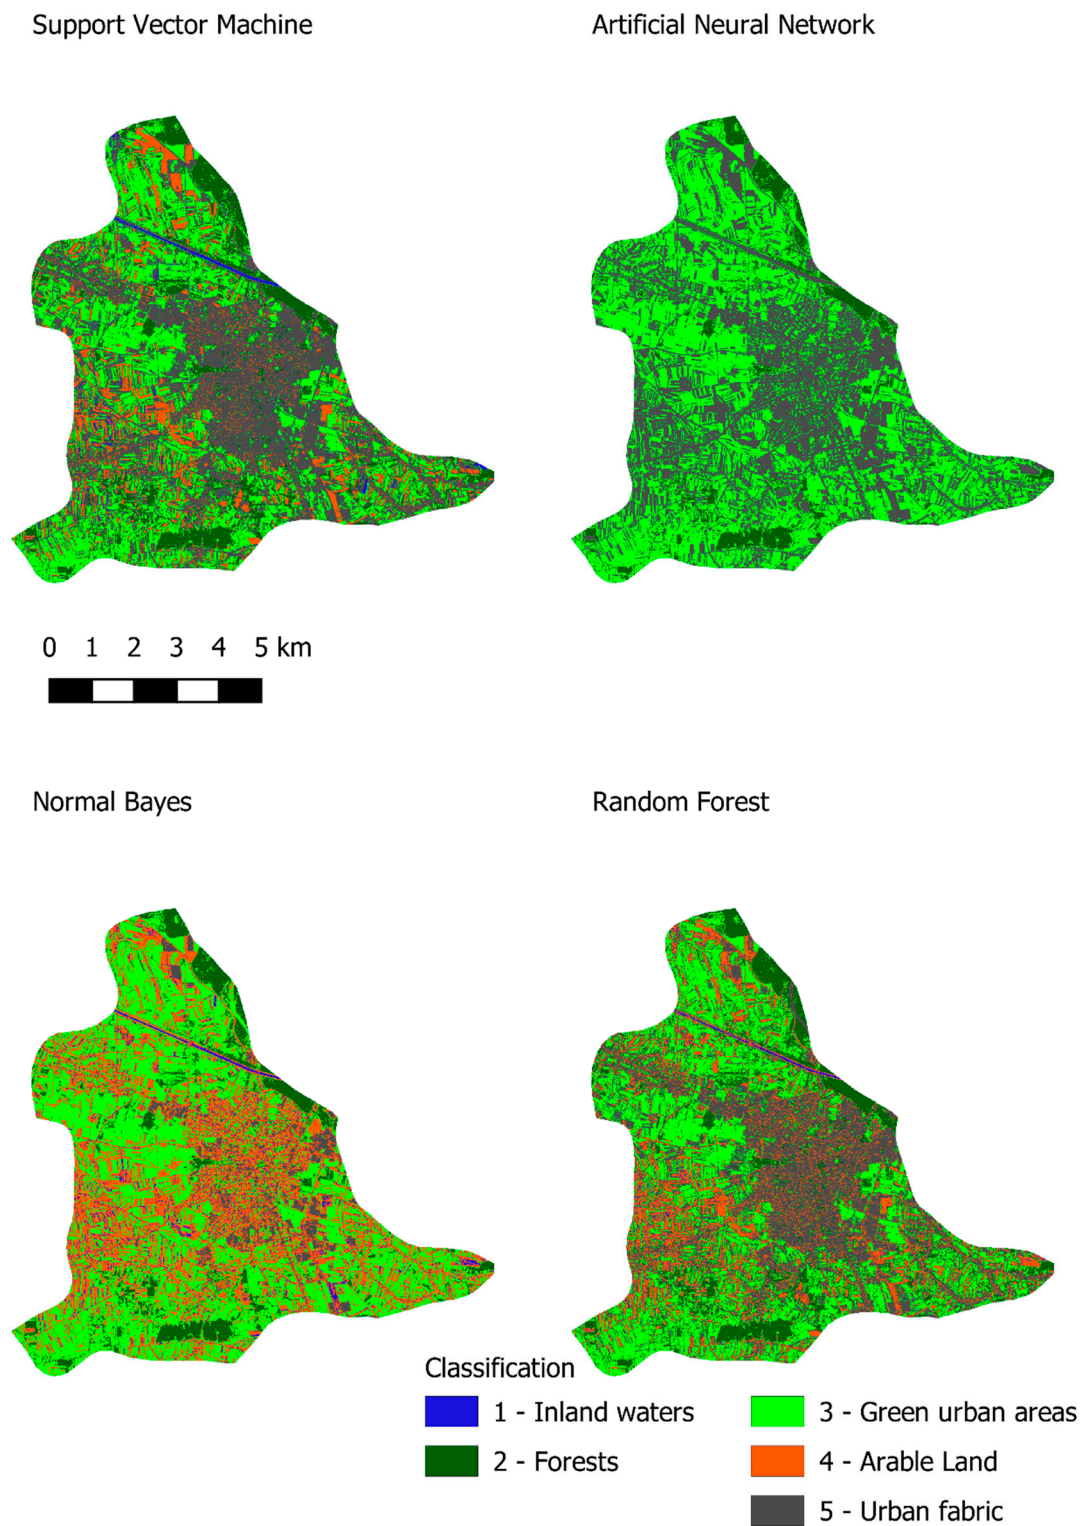 Support Vector Machine
Artificial Neural Network
0 1 2 3 4 5 km
Normal Bayes
Random Forest
Classification
1 - Inland waters
2 - Forests
3 - Green urban areas
4 - Arable Land
5 - Urban fabric